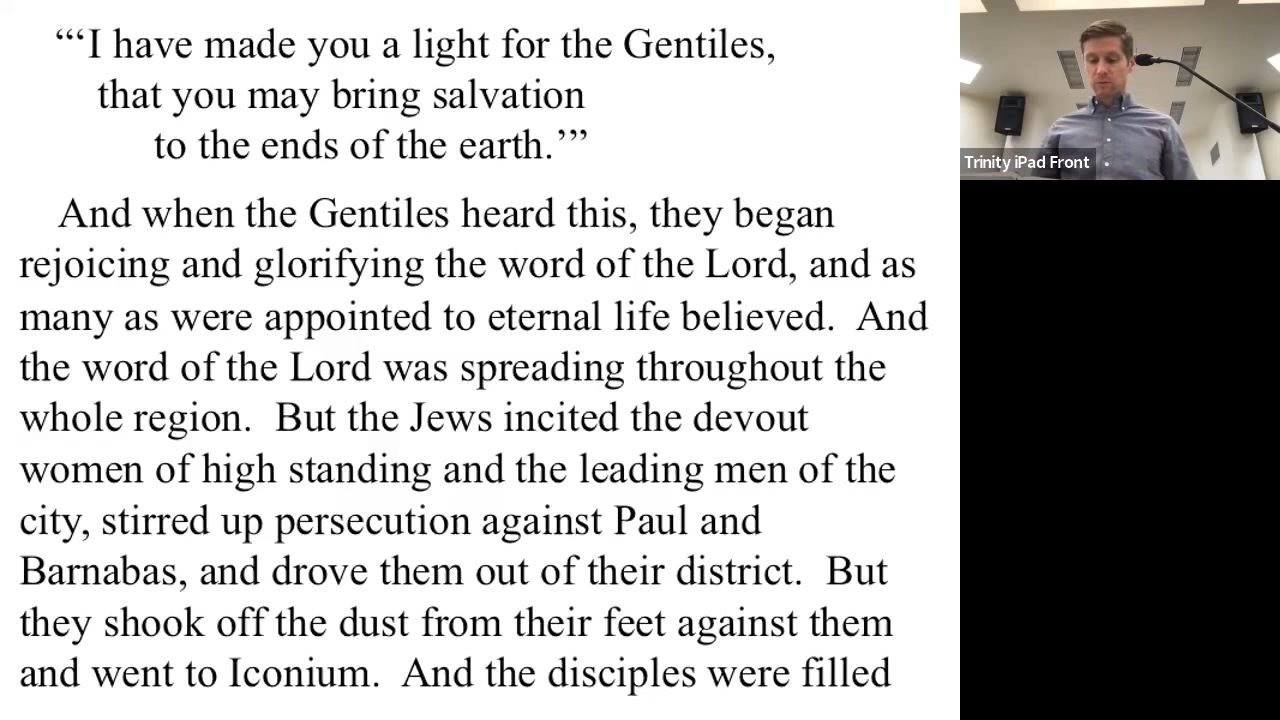 “‘I have made you a light for the Gentiles,
that you may bring salvation
to the ends of the earth.’”
And when the Gentiles heard this, they began
rejoicing and glorifying the word of the Lord, and as
many as were appointed to eternal life believed.  And
the word of the Lord was spreading throughout the
whole region.  But the Jews incited the devout
women of high standing and the leading men of the
city, stirred up persecution against Paul and
Barnabas, and drove them out of their district.  But
they shook off the dust from their feet against them
and went to Iconium.  And the disciples were filled
Trinity iPad Front